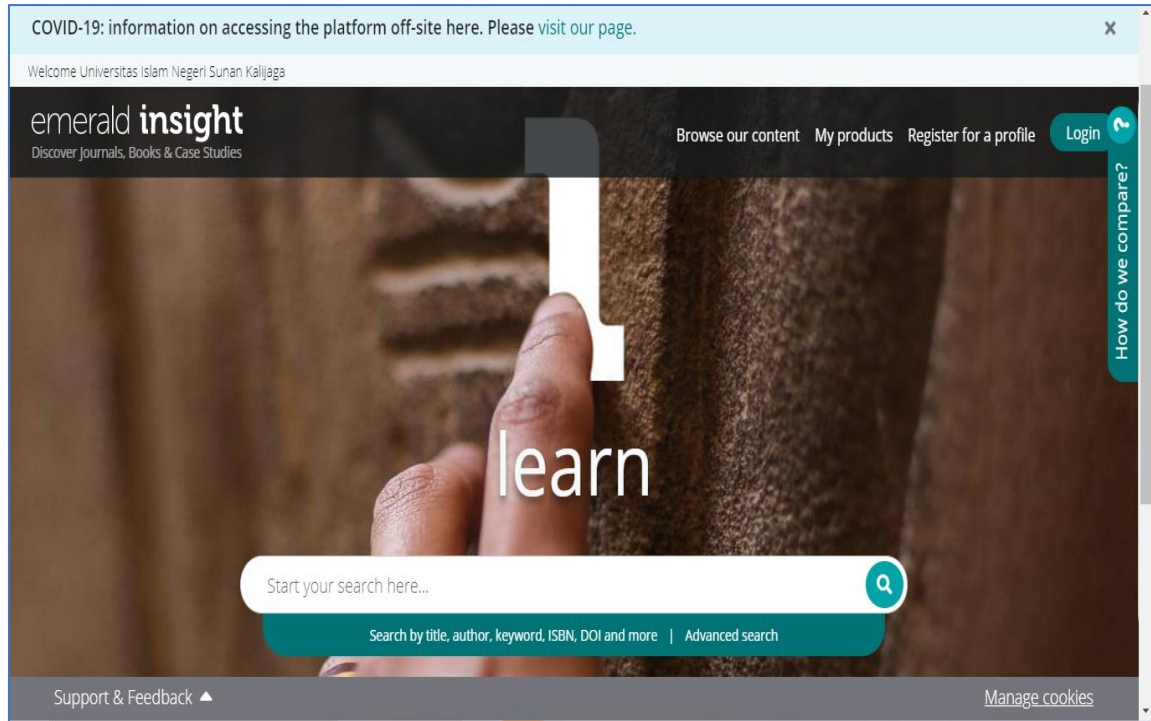 COVID-19: information on accessing the platform off-site here. Please visit our page.
Welcome Universitas Islam Negeri Sunan Kalijaga
emerald insight
Discover Journals, Books & Case Studies
Browse our content My products Register for a profile Login
How do we compare?
learn
Start your search here...
Search by title, author, keyword, ISBN, DOI and more | Advanced search
Support & Feedback
Manage cookies